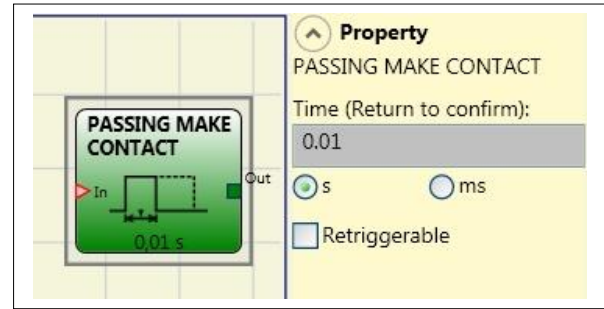 PASSING MAKE
CONTACT
In
Out
0,01 s
Property
PASSING MAKE CONTACT
Time (Return to confirm):
0.01
s
ms
Retriggerable